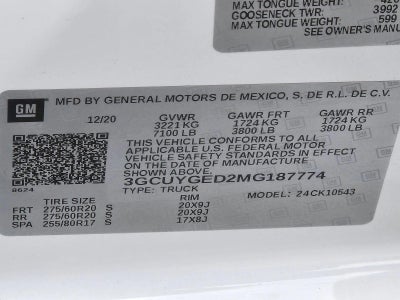 MAX TONGUE WEIGHT:
GOOSENECK TWR: 3992
MAX TONGUE WEIGHT: 599
SEE OWNER'S MANU
GM
MFD BY GENERAL MOTORS DE MEXICO, S. DE R.L. DE C.V.
12/20 GVWR GAWR FRT GAWR RR
3221 KG 1724 KG 1724 KG
7100 LB 3800 LB 3800 LB
THIS VEHICLE CONFORMS TO ALL
APPLICABLE U.S. FEDERAL MOTOR
VEHICLE SAFETY STANDARDS IN EFFECT
ON THE DATE OF MANUFACTURE
SHOWN ABOVE.
3GCUYGED2MG187774
8624
TYPE: TRUCK MODEL: 24CK10543
TIRE SIZE RIM
FRT 275/60R20 S 20X9J
RR 275/60R20 S 20X9J
SPA 255/80R17 S 17X8J